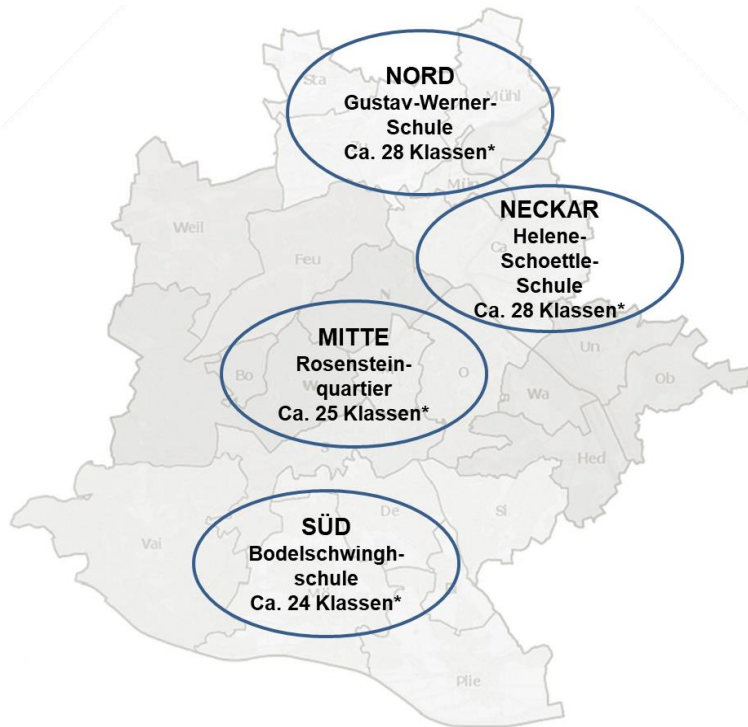 Sta
Mühl
NORD
Gustav-Werner-
Schule
Ca. 28 Klassen*
Mün
Weil
Feu
Ca
NECKAR
Helene-
Schoettle-
Schule
Ca. 28 Klassen*
N
MITTE
Rosenstein-
quartier
Ca. 25 Klassen*
Bo
W
O
Un
Ob
Wa
Hed
S
SÜD
Bodelschwingh-
schule
Ca. 24 Klassen*
De
Si
Vai
Plie